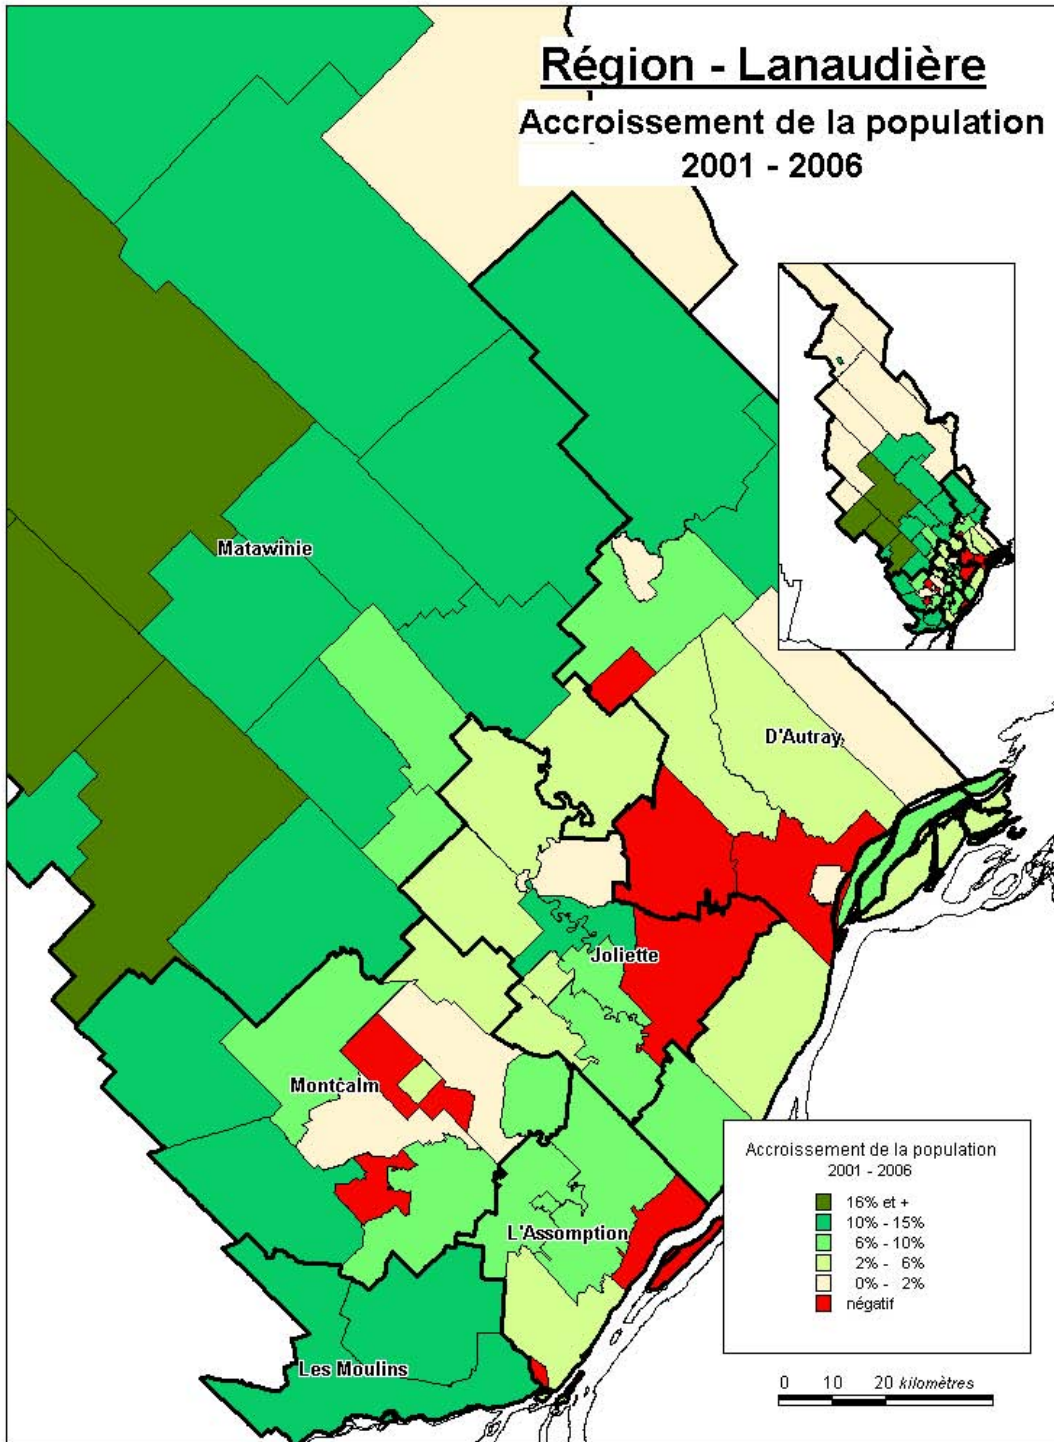 Région - Lanaudière
Accroissement de la population
2001 - 2006
Matawinie
D'Autray
Joliette
Montcalm
L'Assomption
Les Moulins
Accroissement de la population
2001 - 2006
16% et +
10% - 15%
6% - 10%
2% - 6%
0% - 2%
négatif
0 10 20 kilomètres